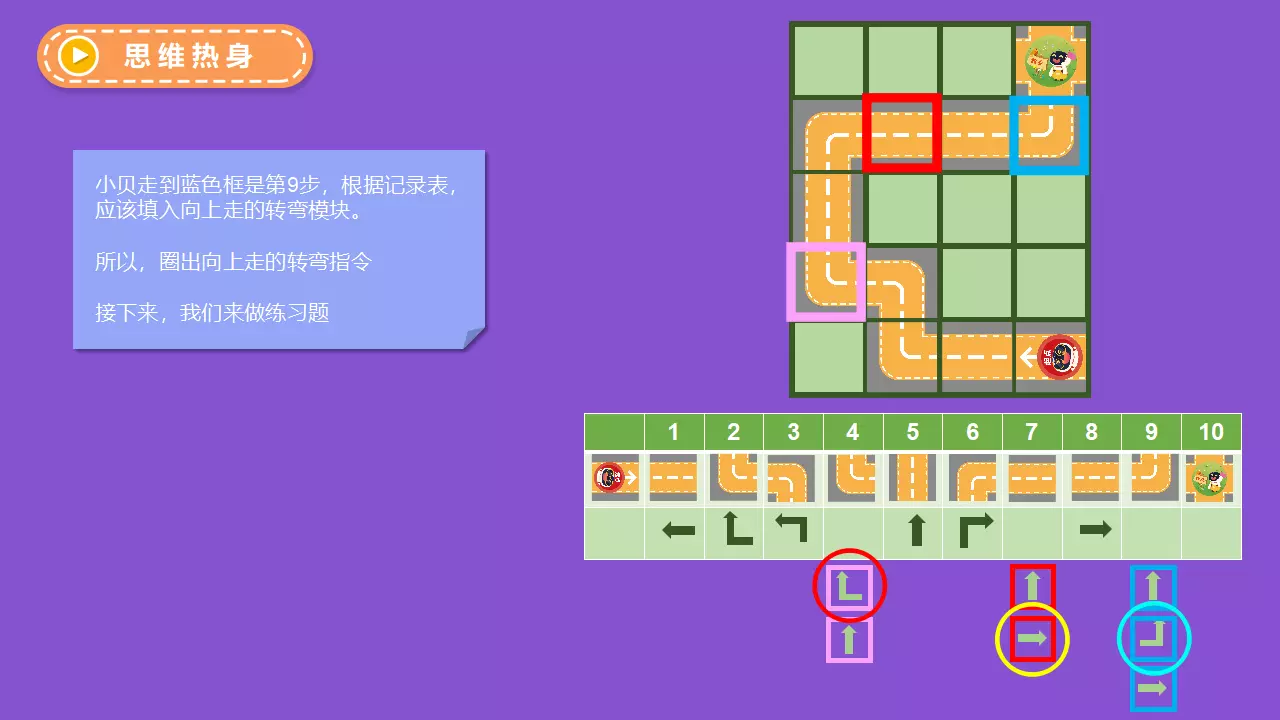 思维热身
小贝走到蓝色框是第9步，根据记录表，
应该填入向上走的转弯模块。
所以，圈出向上走的转弯指令
接下来，我们来做练习题
1 2 3 4 5 6 7 8 9 10